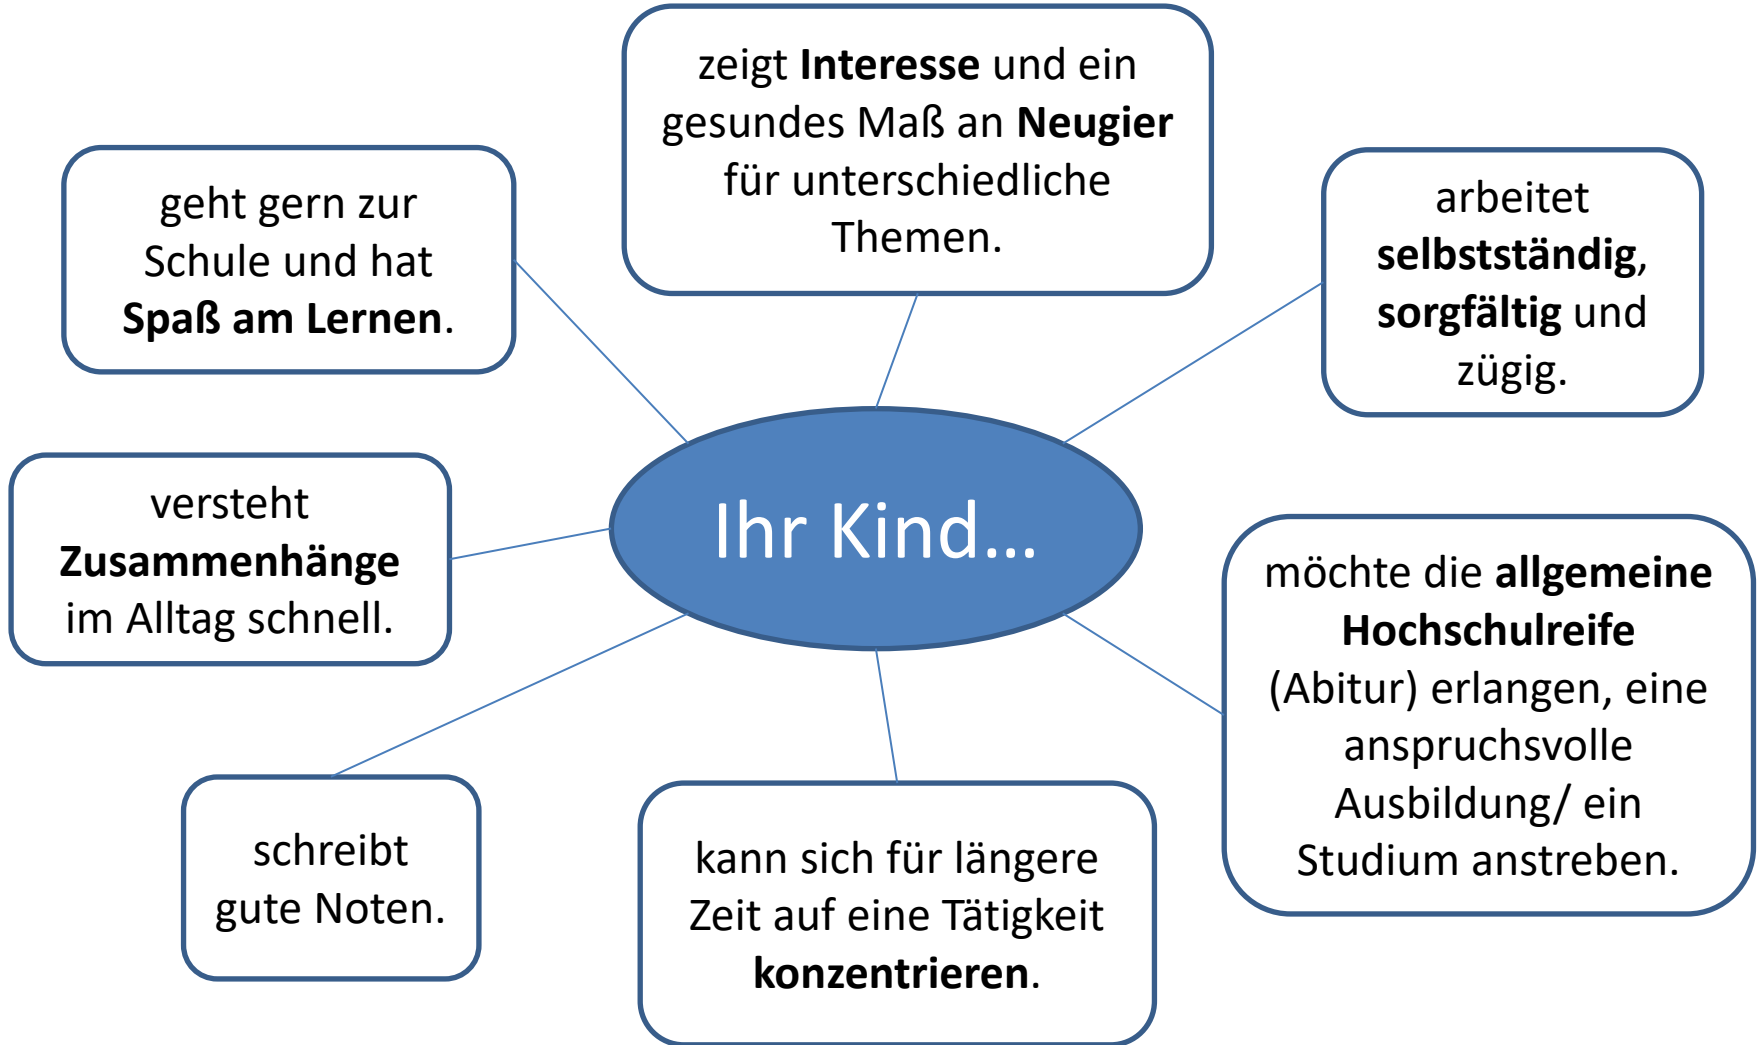 zeigt Interesse und ein
gesundes Maß an Neugier
für unterschiedliche
Themen.
geht gern zur
Schule und hat
Spaß am Lernen.
arbeitet
selbstständig,
sorgfältig und
zügig.
Ihr Kind...
versteht
Zusammenhänge
im Alltag schnell.
möchte die allgemeine
Hochschulreife
(Abitur) erlangen, eine
anspruchsvolle
Ausbildung/ ein
Studium anstreben.
schreibt
gute Noten.
kann sich für längere
Zeit auf eine Tätigkeit
konzentrieren.